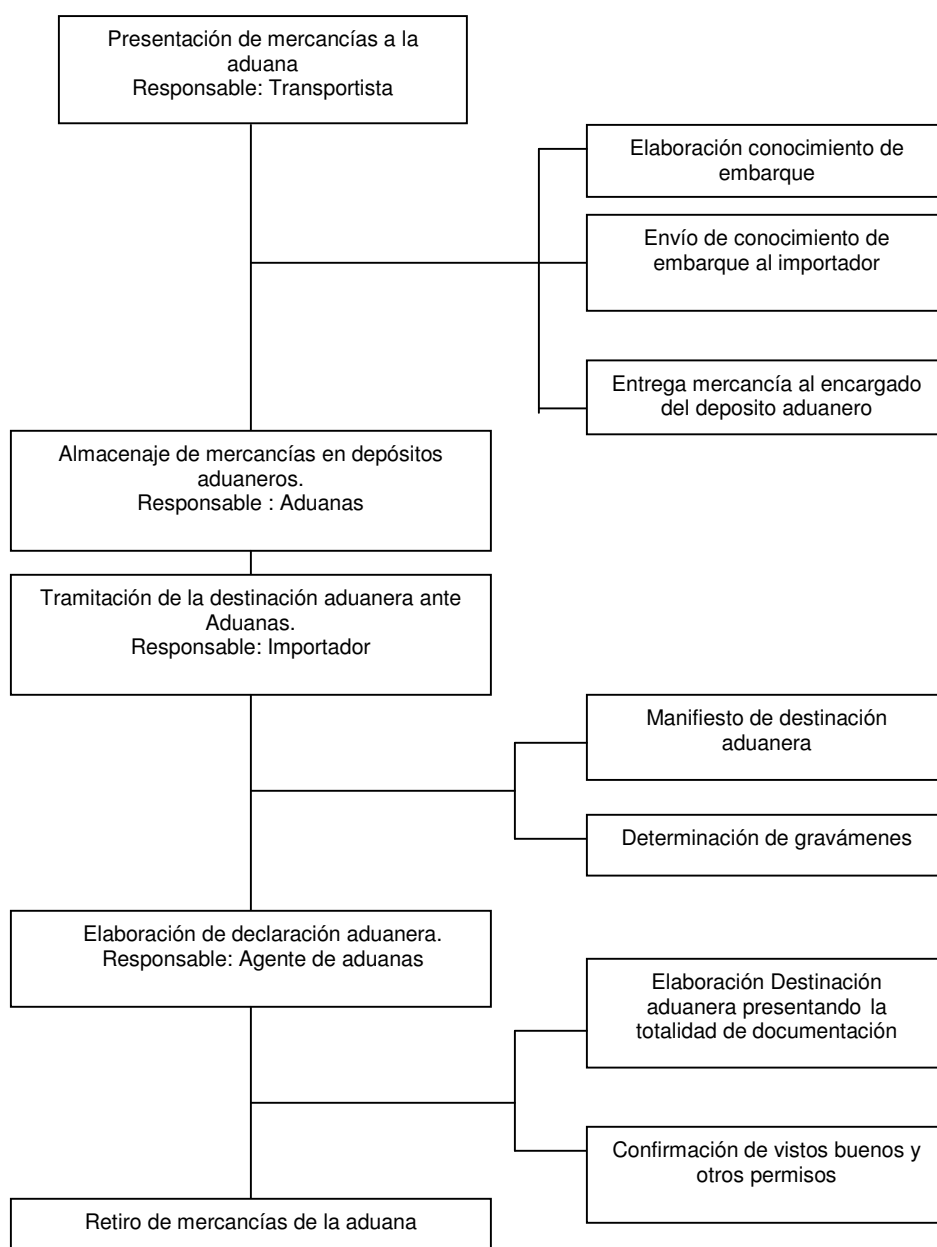 Presentación de mercancías a la
aduana
Responsable: Transportista
Elaboración conocimiento de
embarque
Envío de conocimiento de
embarque al importador
Entrega mercancía al encargado
del deposito aduanero
Almacenaje de mercancías en depósitos
aduaneros.
Responsable : Aduanas
Tramitación de la destinación aduanera ante
Aduanas.
Responsable: Importador
Manifiesto de destinación
aduanera
Determinación de gravámenes
Elaboración de declaración aduanera.
Responsable: Agente de aduanas
Elaboración Destinación
aduanera presentando la
totalidad de documentación
Confirmación de vistos buenos y
otros permisos
Retiro de mercancías de la aduana